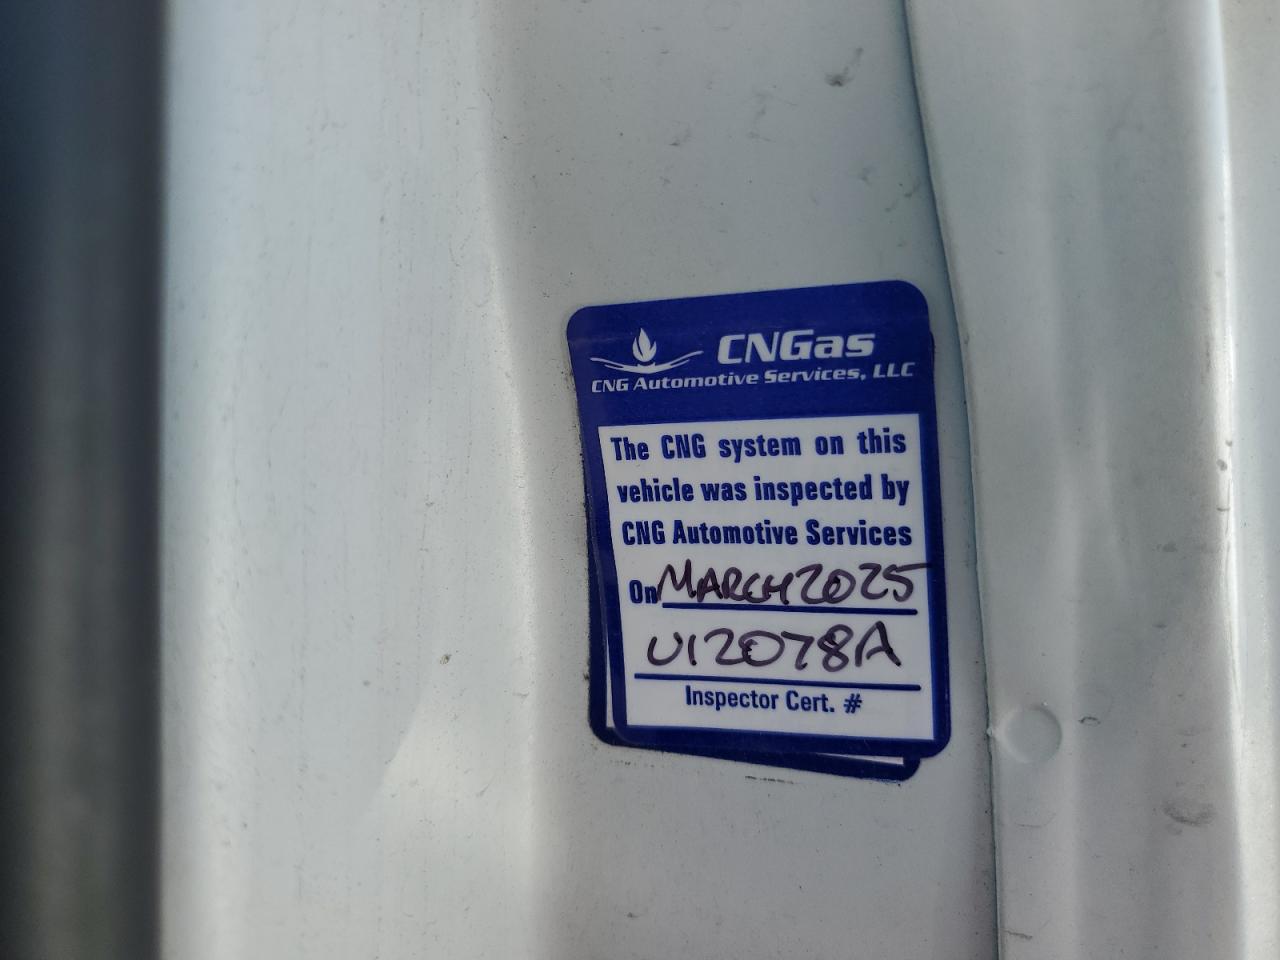 CNGas
CNG Automotive Services, LLC
The CNG system on this
vehicle was inspected by
CNG Automotive Services
On MARCH 2025
U12078A
Inspector Cert. #